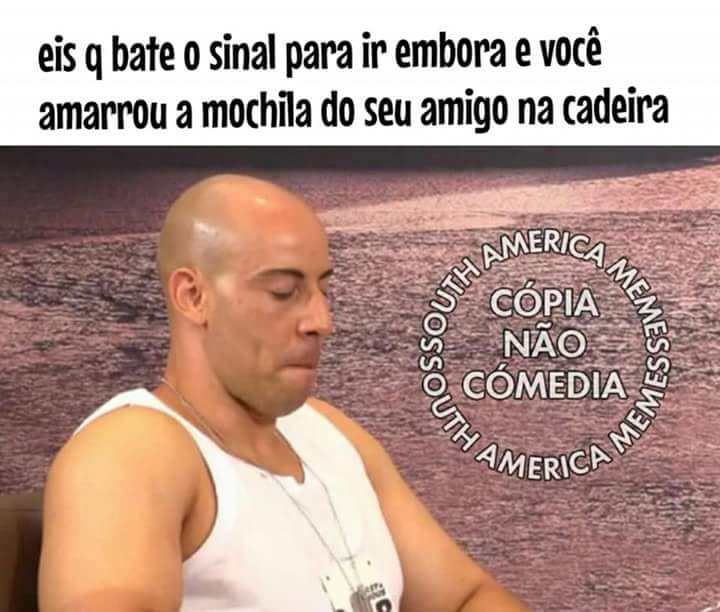 eis q bate o sinal para ir embora e você
amarrou a mochila do seu amigo na cadeira
SOUTH AMERICA MEMES
CÓPIA
NÃO
CÓMEDIA
SOUTH AMERICA MEMES